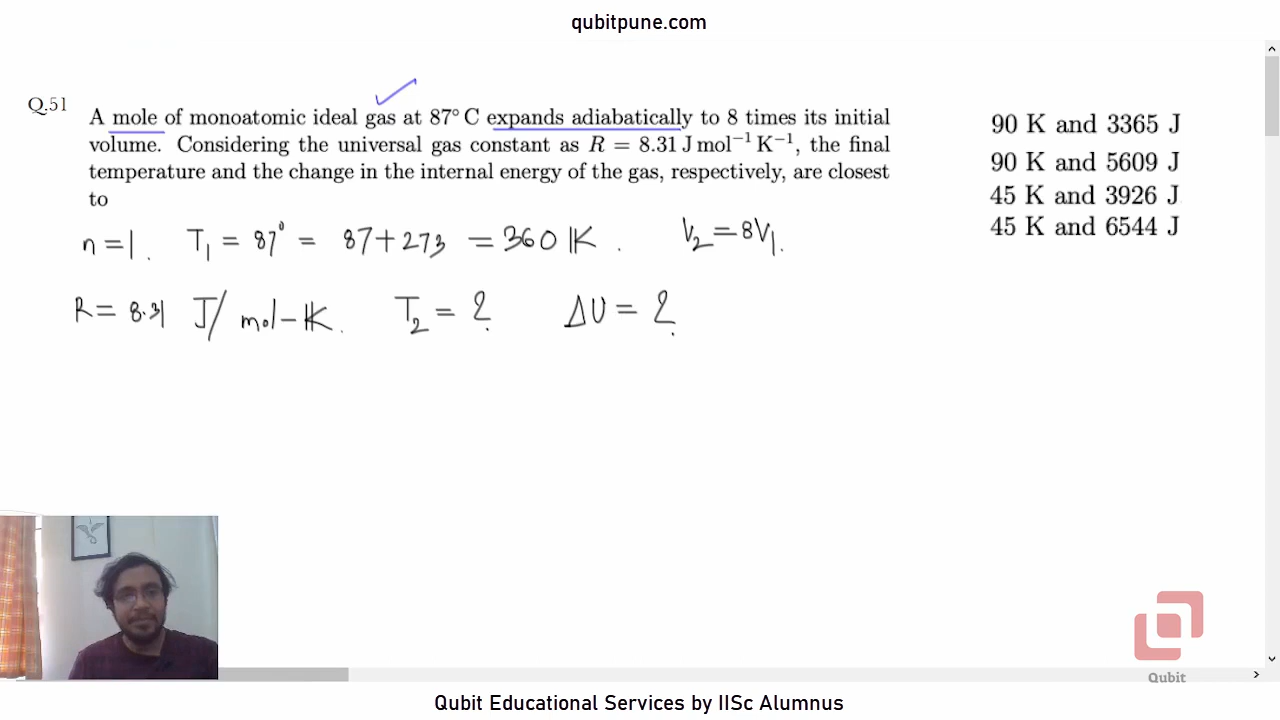 qubitpune.com
Q.51
A mole of monoatomic ideal gas at 87° C expands adiabatically to 8 times its initial
volume. Considering the universal gas constant as R = 8.31 J mol⁻¹ K⁻¹, the final
temperature and the change in the internal energy of the gas, respectively, are closest
to
90 K and 3365 J
90 K and 5609 J
45 K and 3926 J
45 K and 6544 J
n = 1. T₁ = 87° = 87 + 273 = 360 K. V₂ = 8V₁.
R = 8.31 J/mol-K. T₂ = ? ΔU = ?
Qubit
Qubit Educational Services by IISc Alumnus